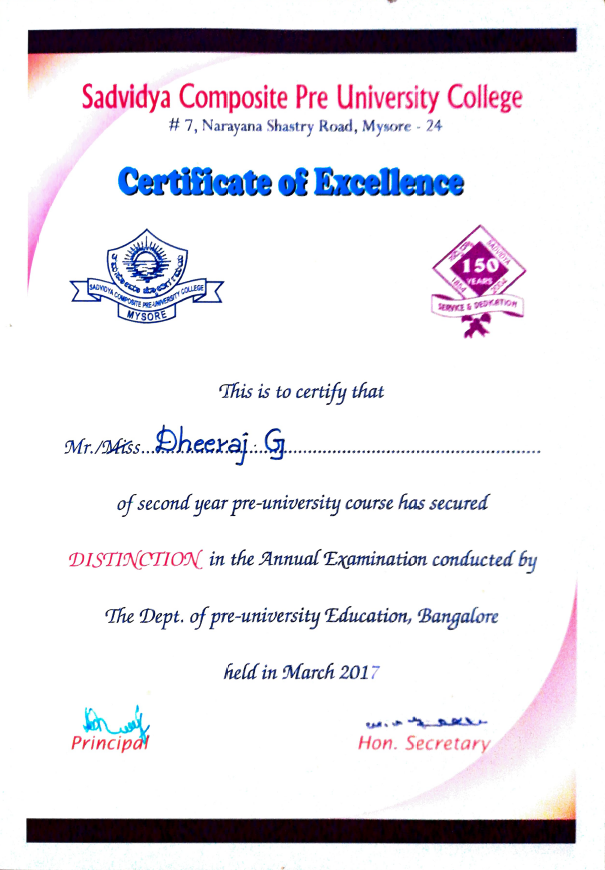 Sadvidya Composite Pre University College
# 7, Narayana Shastry Road, Mysore - 24
Certificate of Excellence
SADVIDYA COMPOSITE PRE-UNIVERSITY COLLEGE
MYSORE
SADVIDYA
150
YEARS
1854
2004
SERVICE & DEDICATION
This is to certify that
Mr./Miss...Dheeraj. G...
of second year pre-university course has secured
DISTINCTION in the Annual Examination conducted by
The Dept. of pre-university Education, Bangalore
held in March 2017
Principal
Hon. Secretary